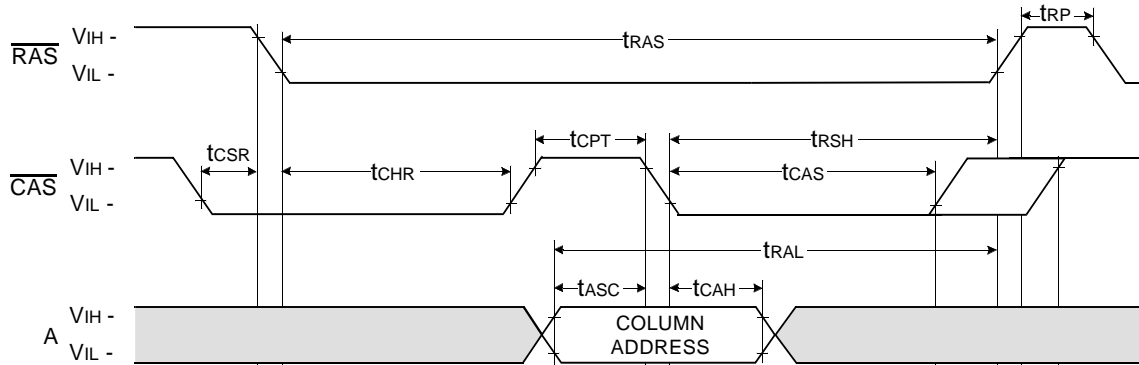 tRP
VIH -
RAS
tRAS
VIL -
tCPT
tRSH
VIH -
tCSR
CAS
tCHR
tCAS
VIL -
tRAL
tASC
tCAH
VIH -
A
COLUMN
ADDRESS
VIL -